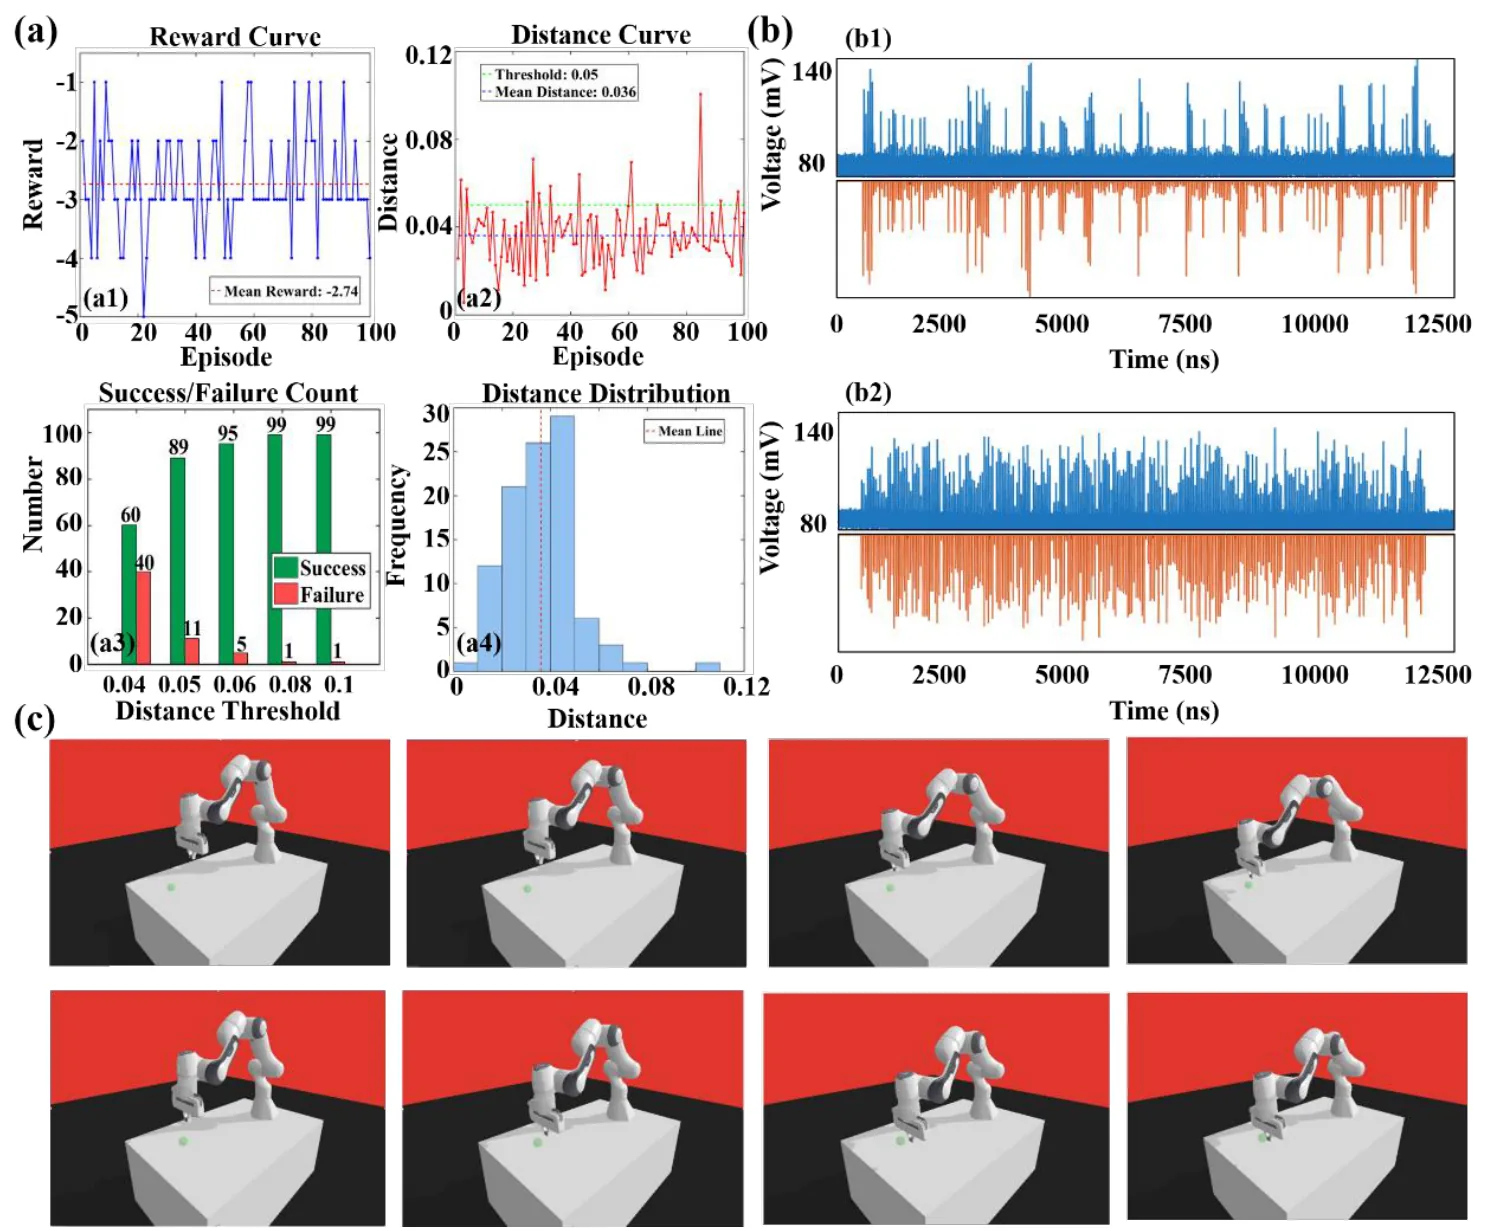 (a)
Reward Curve
-1
-2
-3
-4
-5
Reward
Mean Reward: -2.74
(a1)
0 20 40 60 80 100
Episode
Distance Curve
0.12
0.08
0.04
0
Distance
Threshold: 0.05
Mean Distance: 0.036
(a2)
0 20 40 60 80 100
Episode
Success/Failure Count
100
80
60
40
20
0
Number
60
40
89
11
95
5
99
1
99
1
Success
Failure
(a3)
0.04 0.05 0.06 0.08 0.1
Distance Threshold
Distance Distribution
30
25
20
15
10
5
0
Frequency
Mean Line
(a4)
0 0.04 0.08 0.12
Distance
(b)
(b1)
140
80
Voltage (mV)
0 2500 5000 7500 10000 12500
Time (ns)
(b2)
140
80
Voltage (mV)
0 2500 5000 7500 10000 12500
Time (ns)
(c)